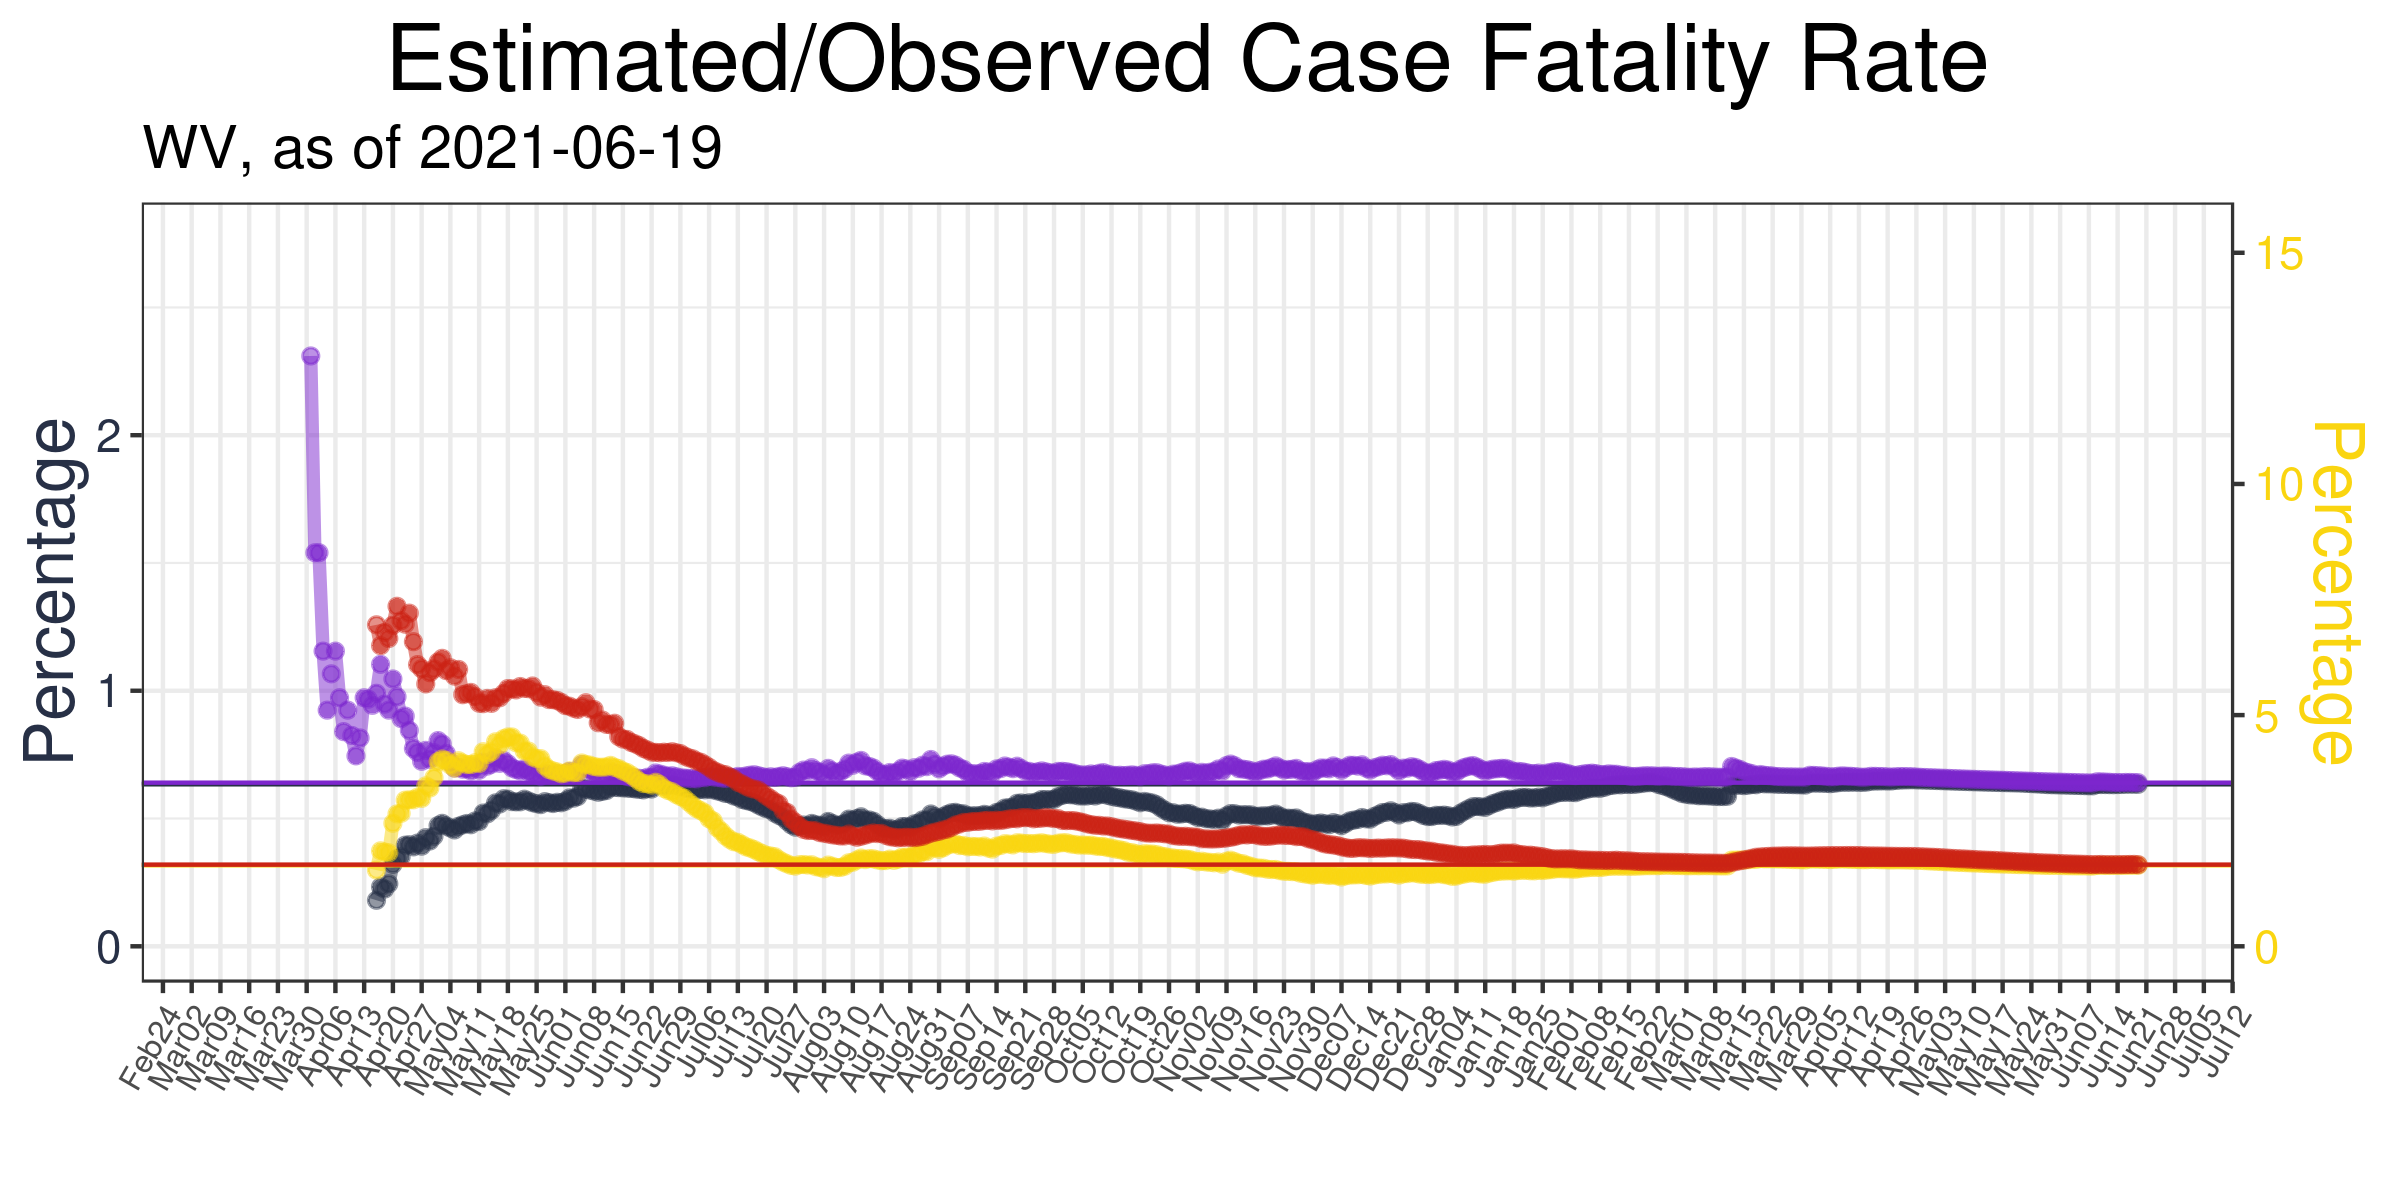 Estimated/Observed Case Fatality Rate
WV, as of 2021-06-19
Percentage
2
1
0
15
10
5
0
Percentage
Feb24
Mar02
Mar09
Mar16
Mar23
Mar30
Apr06
Apr13
Apr20
Apr27
May04
May11
May18
May25
Jun01
Jun08
Jun15
Jun22
Jun29
Jul06
Jul13
Jul20
Jul27
Aug03
Aug10
Aug17
Aug24
Aug31
Sep07
Sep14
Sep21
Sep28
Oct05
Oct12
Oct19
Oct26
Nov02
Nov09
Nov16
Nov23
Nov30
Dec07
Dec14
Dec21
Dec28
Jan04
Jan11
Jan18
Jan25
Feb01
Feb08
Feb15
Feb22
Mar01
Mar08
Mar15
Mar22
Mar29
Apr05
Apr12
Apr19
Apr26
May03
May10
May17
May24
May31
Jun07
Jun14
Jun21
Jun28
Jul05
Jul12